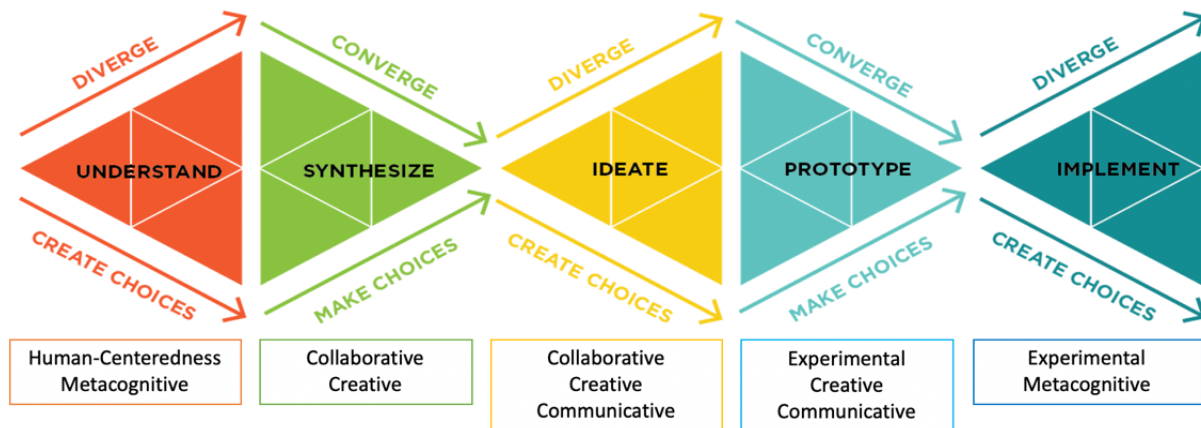 DIVERGE
UNDERSTAND
CREATE CHOICES
CONVERGE
SYNTHESIZE
MAKE CHOICES
DIVERGE
IDEATE
CREATE CHOICES
CONVERGE
PROTOTYPE
MAKE CHOICES
DIVERGE
IMPLEMENT
CREATE CHOICES
Human-Centeredness
Metacognitive
Collaborative
Creative
Collaborative
Creative
Communicative
Experimental
Creative
Communicative
Experimental
Metacognitive